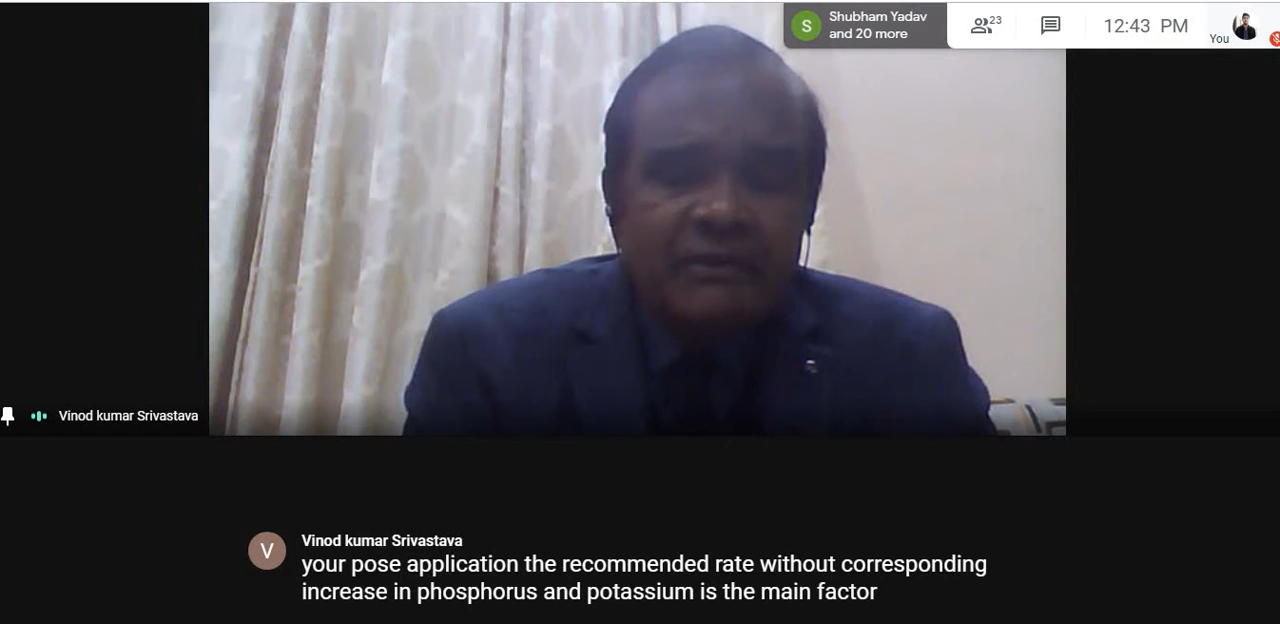 S
Shubham Yadav
and 20 more
23
12:43 PM
You
Vinod kumar Srivastava
V
Vinod kumar Srivastava
your pose application the recommended rate without corresponding
increase in phosphorus and potassium is the main factor